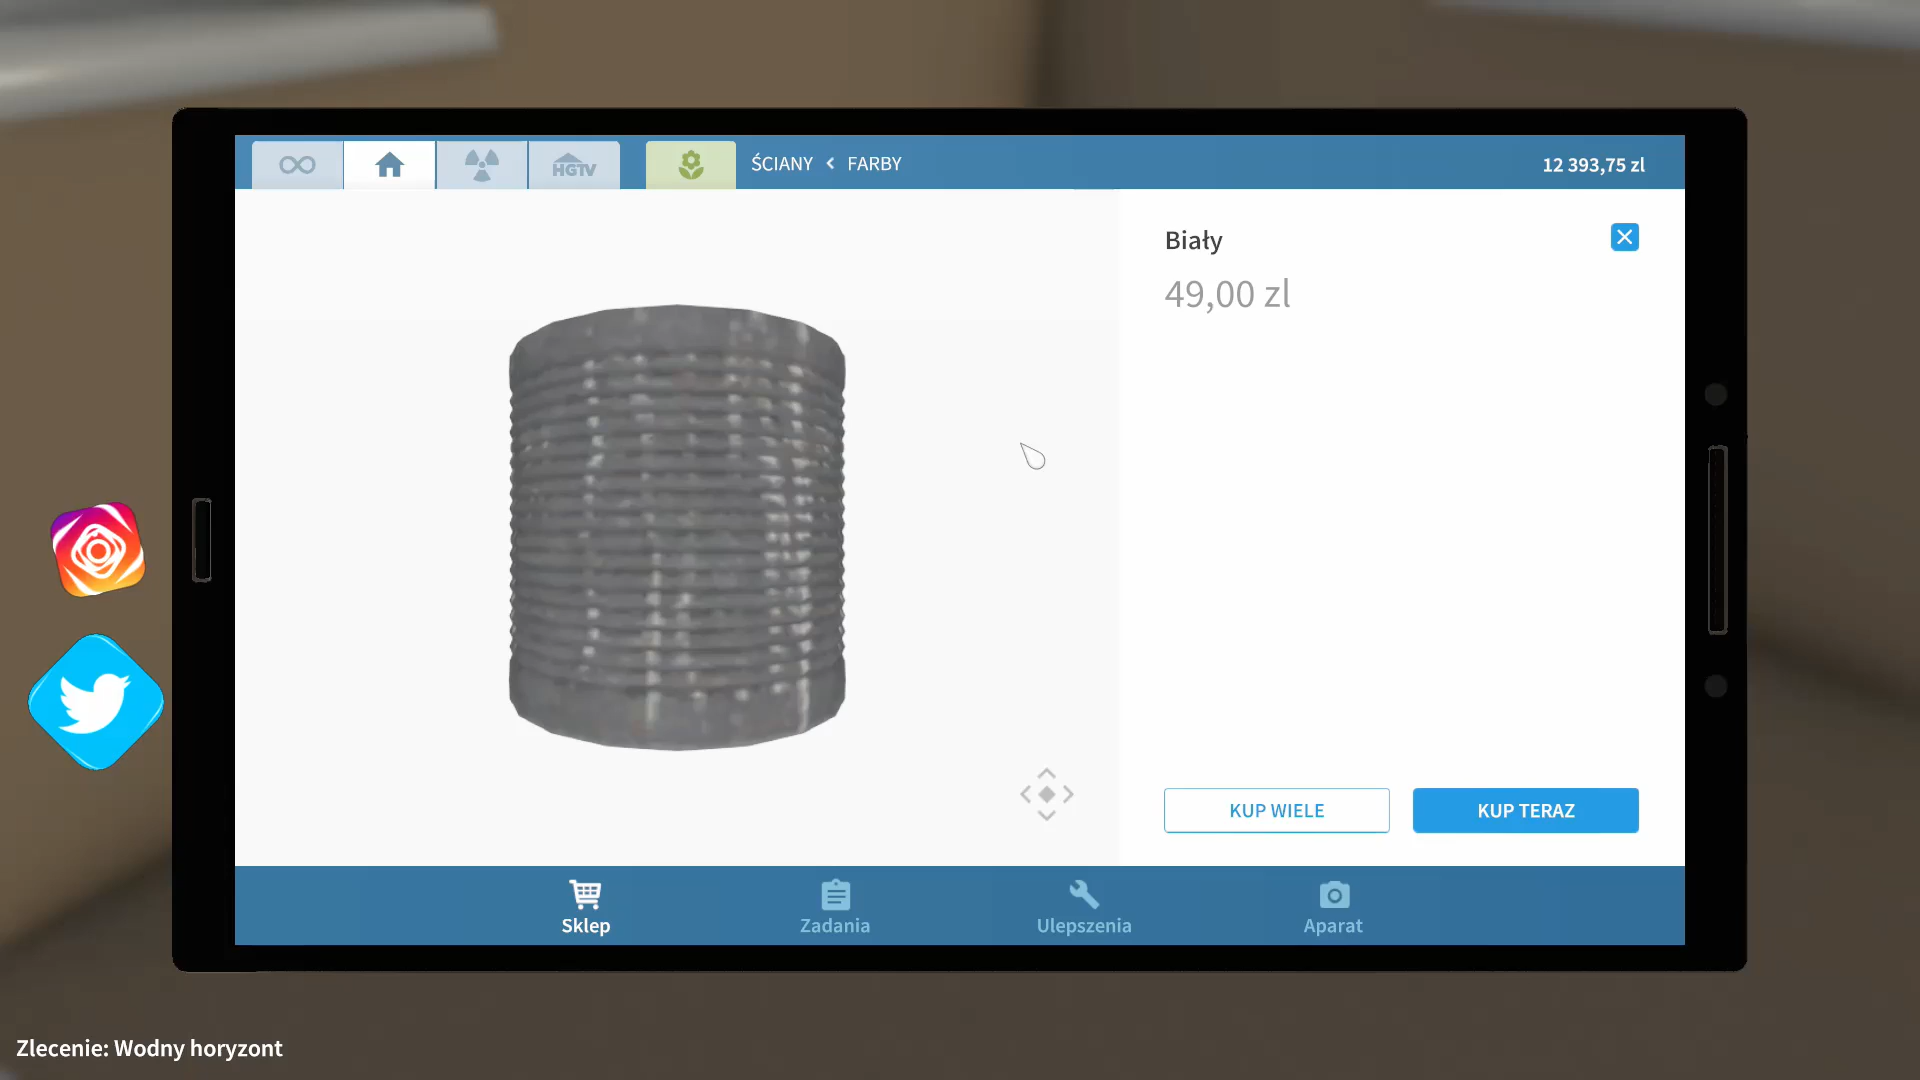 HGTV
ŚCIANY < FARBY
12 393,75 zl
Biały
49,00 zl
KUP WIELE
KUP TERAZ
Sklep
Zadania
Ulepszenia
Aparat
Zlecenie: Wodny horyzont